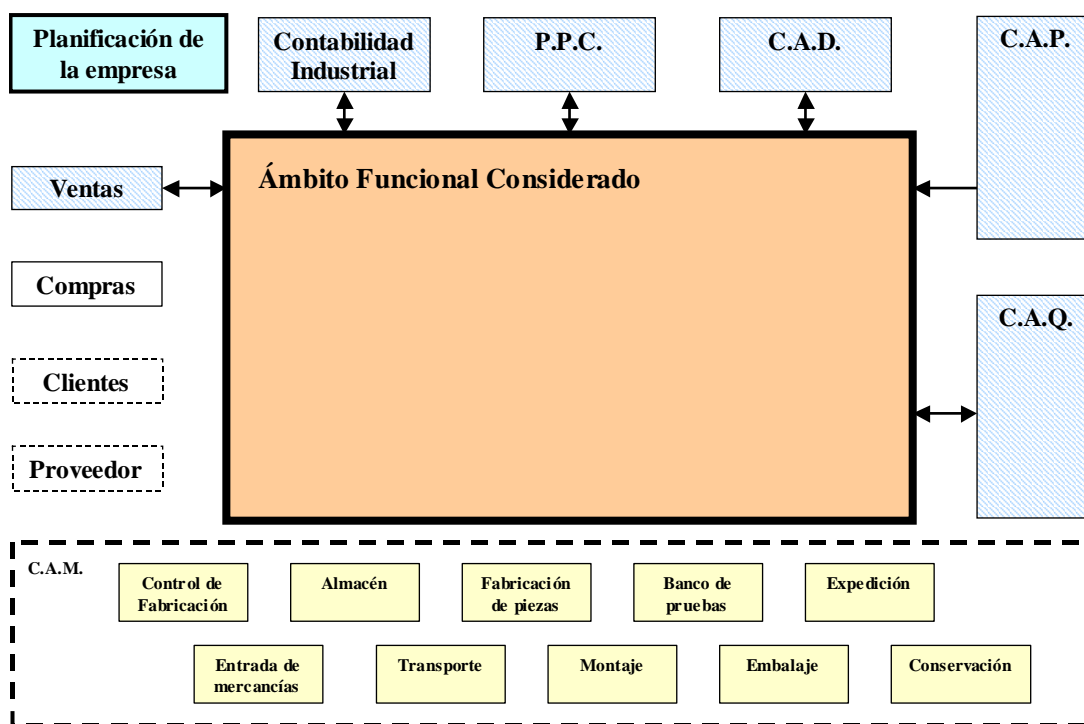 Planificación de
la empresa
Contabilidad
Industrial
P.P.C.
C.A.D.
C.A.P.
Ámbito Funcional Considerado
Ventas
Compras
C.A.Q.
Clientes
Proveedor
C.A.M.
Control de
Fabricación
Almacén
Fabricación
de piezas
Banco de
pruebas
Expedición
Entrada de
mercancías
Transporte
Montaje
Embalaje
Conservación